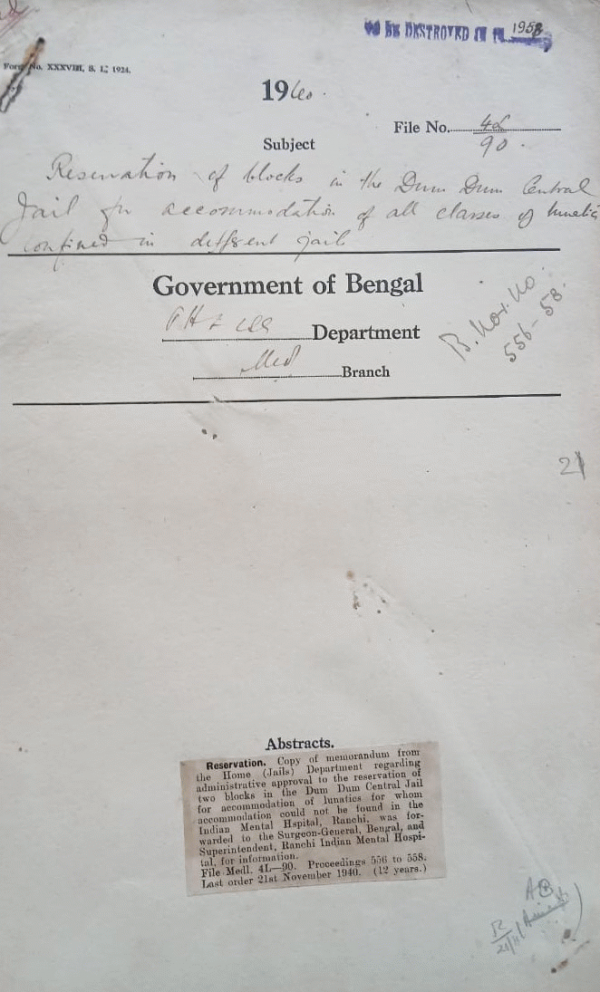 TO BE DESTROYED IN 1958
Form No. XXXVIII, S. I., 1924.
1940.
File No. 4L
90.
Subject
Reservation of blocks in the Dum Dum Central
Jail for accommodation of all classes of lunatics
confined in different jail
Government of Bengal
Department
Med Branch
B. Nov. 40.
556-58.
21
Abstracts.
Reservation. Copy of memorandum from
the Home (Jails) Department regarding
administrative approval to the reservation of
two blocks in the Dum Dum Central Jail
for accommodation of lunatics for whom
accommodation could not be found in the
Indian Mental Hspital, Ranchi, was for-
warded to the Surgeon-General, Bengal, and
Superintendent, Ranchi Indian Mental Hospi-
tal, for information.
File Medl. 4L—90. Proceedings 556 to 558.
Last order 21st November 1940. (12 years.)